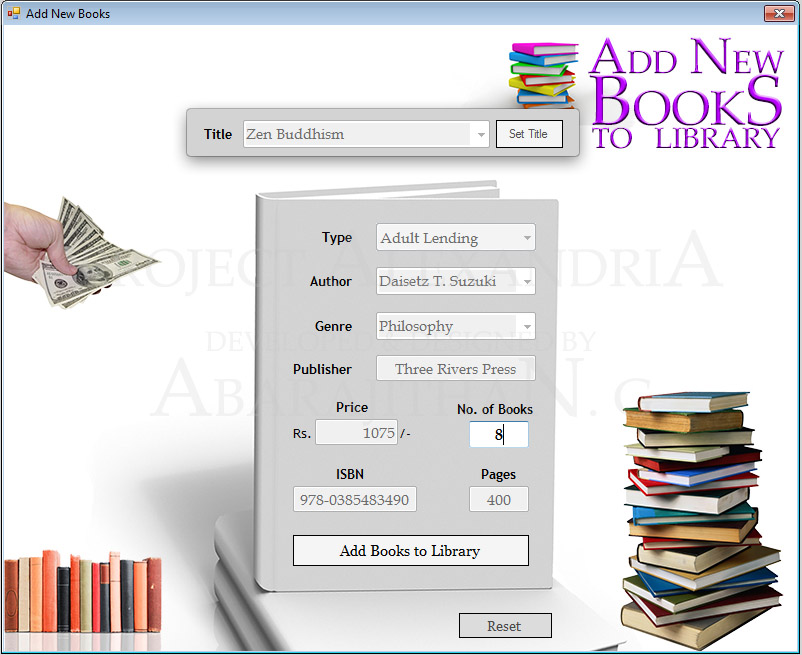 Add New Books
ADD NEW
BOOKS
TO LIBRARY
Title Zen Buddhism Set Title
Type Adult Lending
PROJECT ALEXANDRIA
Author Daisetz T. Suzuki
Genre Philosophy
DEVELOPED & DESIGNED BY
Publisher Three Rivers Press
Price No. of Books
Rs. 1075 /- 8
ISBN Pages
978-0385483490 400
Add Books to Library
Reset